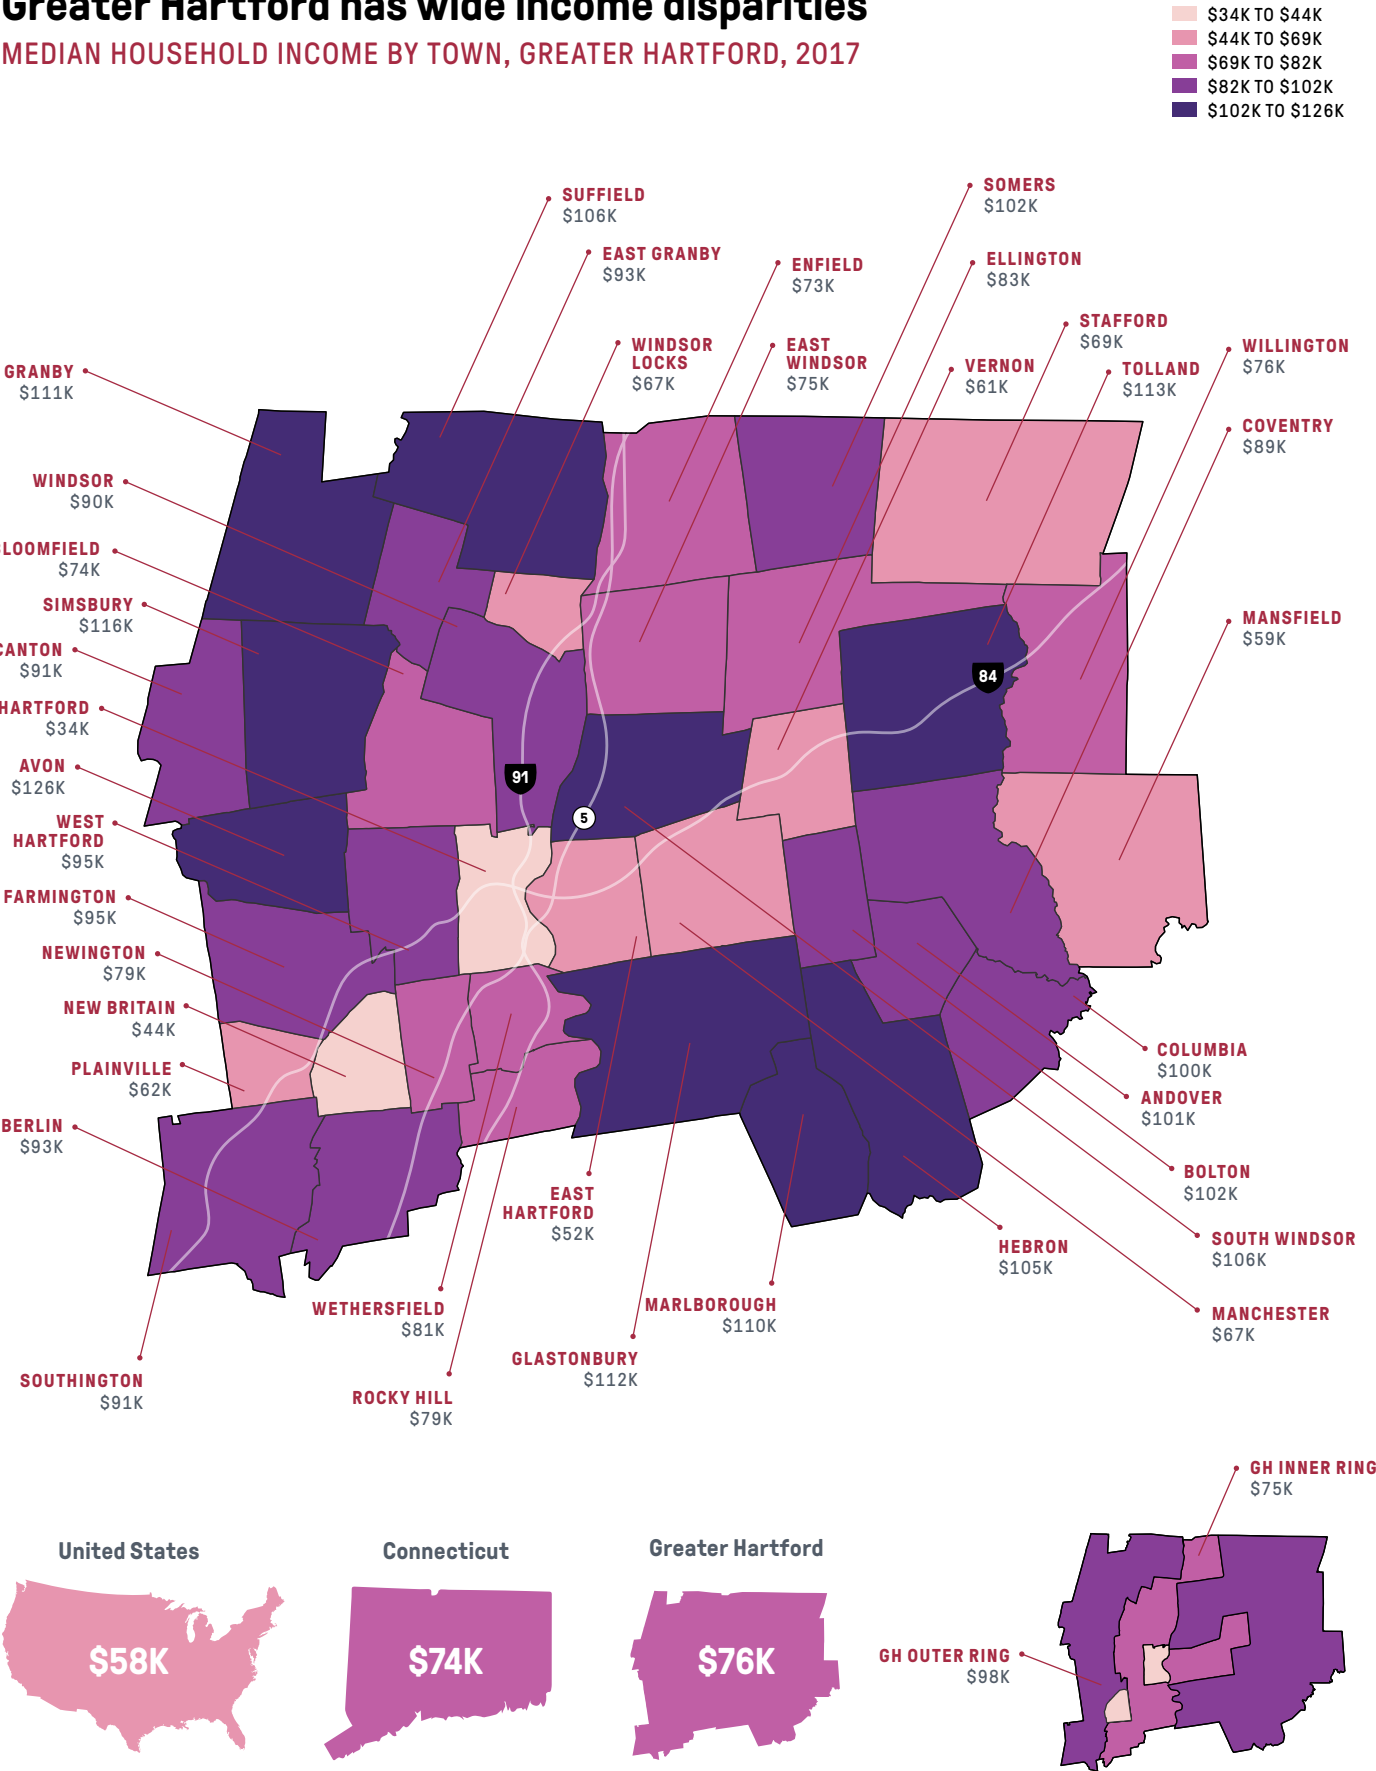 Greater Hartford has wide income disparities
MEDIAN HOUSEHOLD INCOME BY TOWN, GREATER HARTFORD, 2017
$34K TO $44K
$44K TO $69K
$69K TO $82K
$82K TO $102K
$102K TO $126K
SUFFIELD
$106K
SOMERS
$102K
EAST GRANBY
$93K
ENFIELD
$73K
ELLINGTON
$83K
STAFFORD
$69K
WINDSOR
LOCKS
$67K
EAST
WINDSOR
$75K
VERNON
$61K
TOLLAND
$113K
WILLINGTON
$76K
GRANBY
$111K
COVENTRY
$89K
WINDSOR
$90K
BLOOMFIELD
$74K
SIMSBURY
$116K
CANTON
$91K
HARTFORD
$34K
AVON
$126K
WEST
HARTFORD
$95K
FARMINGTON
$95K
NEWINGTON
$79K
NEW BRITAIN
$44K
PLAINVILLE
$62K
BERLIN
$93K
SOUTHINGTON
$91K
MANSFIELD
$59K
84
91
5
COLUMBIA
$100K
ANDOVER
$101K
BOLTON
$102K
SOUTH WINDSOR
$106K
MANCHESTER
$67K
HEBRON
$105K
EAST
HARTFORD
$52K
WETHERSFIELD
$81K
MARLBOROUGH
$110K
GLASTONBURY
$112K
ROCKY HILL
$79K
GH INNER RING
$75K
GH OUTER RING
$98K
United States
$58K
Connecticut
$74K
Greater Hartford
$76K